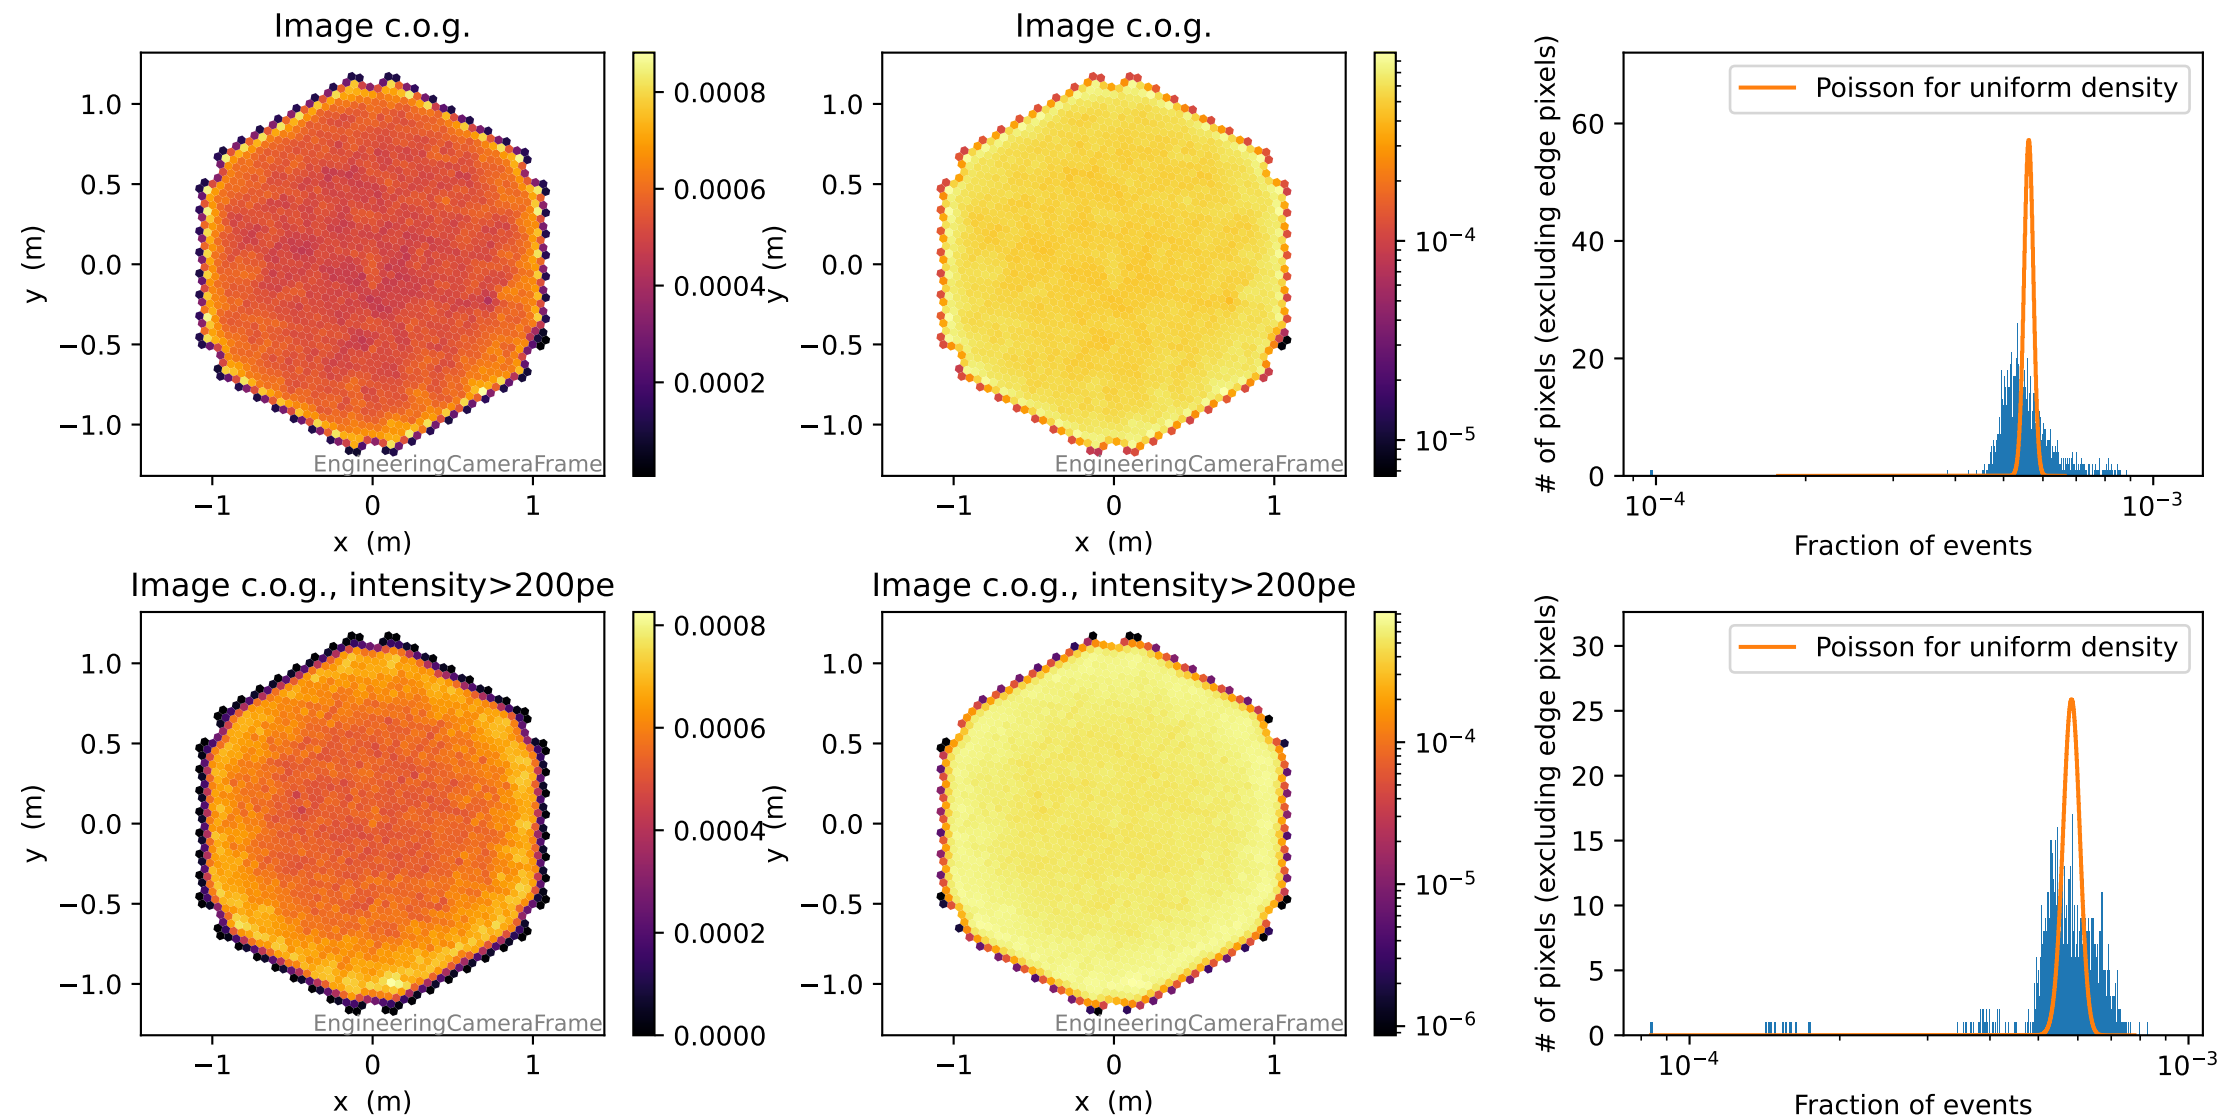 Image c.o.g.
1.0
0.5
0.0
−0.5
−1.0
y (m)
−1
0
1
x (m)
EngineeringCameraFrame
0.0008
0.0006
0.0004
0.0002
Image c.o.g.
1.0
0.5
0.0
−0.5
−1.0
y (m)
−1
0
1
x (m)
EngineeringCameraFrame
10⁻⁴
10⁻⁵
# of pixels (excluding edge pixels)
60
40
20
0
Poisson for uniform density
10⁻⁴
10⁻³
Fraction of events
Image c.o.g., intensity>200pe
1.0
0.5
0.0
−0.5
−1.0
y (m)
−1
0
1
x (m)
EngineeringCameraFrame
0.0008
0.0006
0.0004
0.0002
0.0000
Image c.o.g., intensity>200pe
1.0
0.5
0.0
−0.5
−1.0
y (m)
−1
0
1
x (m)
EngineeringCameraFrame
10⁻⁴
10⁻⁵
10⁻⁶
# of pixels (excluding edge pixels)
30
25
20
15
10
5
0
Poisson for uniform density
10⁻⁴
10⁻³
Fraction of events